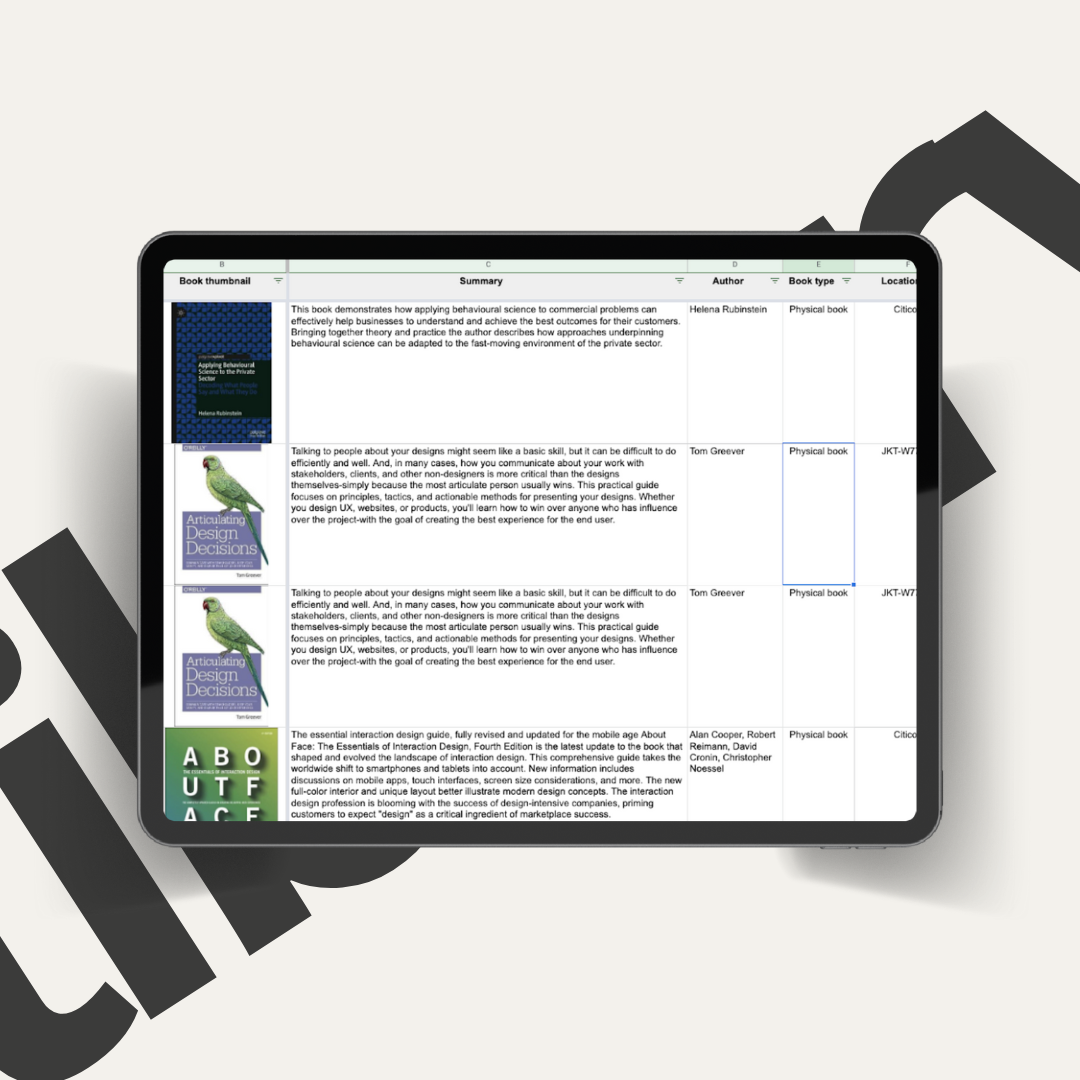 B C D E F
Book thumbnail Summary Author Book type Locatio
This book demonstrates how applying behavioural science to commercial problems can
effectively help businesses to understand and achieve the best outcomes for their customers.
Bringing together theory and practice the author describes how approaches underpinning
behavioural science can be adapted to the fast-moving environment of the private sector.
Helena Rubinstein
Physical book
Citico
Applying Behavioural
Science to the Private
Sector
Decoding What People
Say and What They Do
Helena Rubinstein
O'REILLY
Articulating
Design
Decisions
Tom Greever
Talking to people about your designs might seem like a basic skill, but it can be difficult to do
efficiently and well. And, in many cases, how you communicate about your work with
stakeholders, clients, and other non-designers is more critical than the designs
themselves-simply because the most articulate person usually wins. This practical guide
focuses on principles, tactics, and actionable methods for presenting your designs. Whether
you design UX, websites, or products, you'll learn how to win over anyone who has influence
over the project-with the goal of creating the best experience for the end user.
Tom Greever
Physical book
JKT-W77
O'REILLY
Articulating
Design
Decisions
Tom Greever
Talking to people about your designs might seem like a basic skill, but it can be difficult to do
efficiently and well. And, in many cases, how you communicate about your work with
stakeholders, clients, and other non-designers is more critical than the designs
themselves-simply because the most articulate person usually wins. This practical guide
focuses on principles, tactics, and actionable methods for presenting your designs. Whether
you design UX, websites, or products, you'll learn how to win over anyone who has influence
over the project-with the goal of creating the best experience for the end user.
Tom Greever
Physical book
JKT-W77
ABO
THE ESSENTIALS OF INTERACTION DESIGN
UTF
ACE
The essential interaction design guide, fully revised and updated for the mobile age About
Face: The Essentials of Interaction Design, Fourth Edition is the latest update to the book that
shaped and evolved the landscape of interaction design. This comprehensive guide takes the
worldwide shift to smartphones and tablets into account. New information includes
discussions on mobile apps, touch interfaces, screen size considerations, and more. The new
full-color interior and unique layout better illustrate modern design concepts. The interaction
design profession is blooming with the success of design-intensive companies, priming
customers to expect "design" as a critical ingredient of marketplace success.
Alan Cooper, Robert
Reimann, David
Cronin, Christopher
Noessel
Physical book
Citico